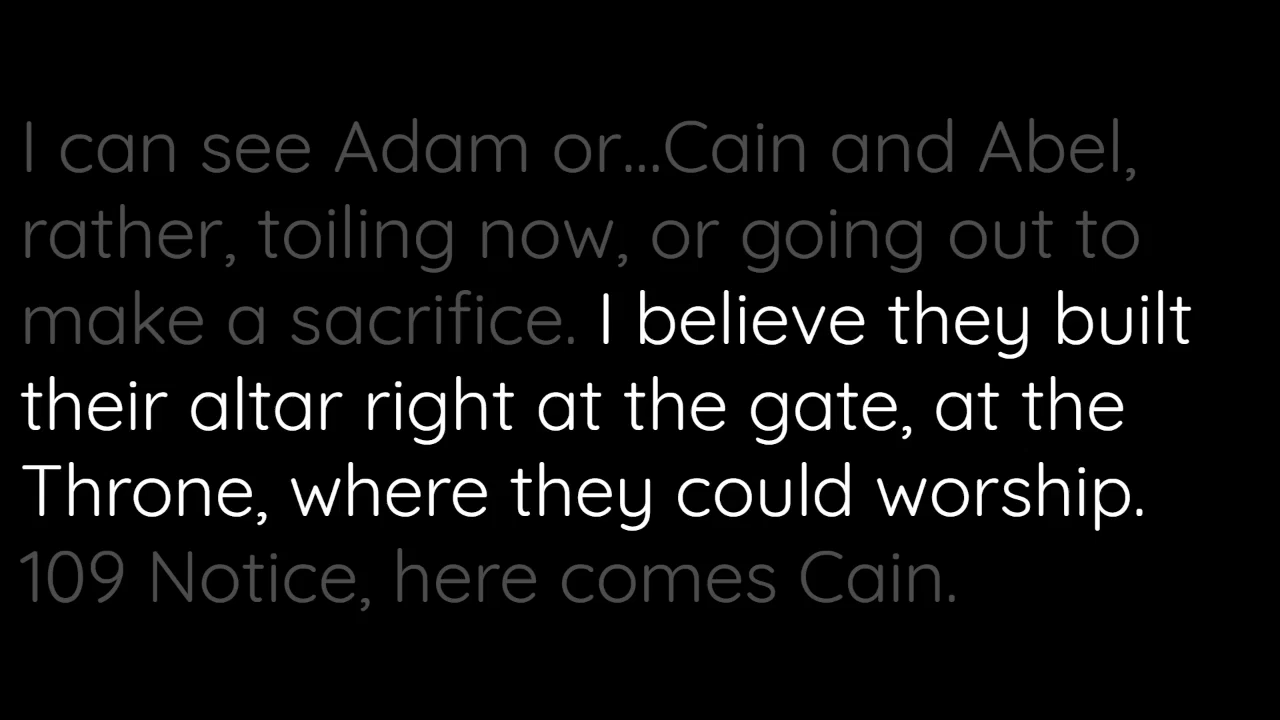 I can see Adam or...Cain and Abel,
rather, toiling now, or going out to
make a sacrifice. I believe they built
their altar right at the gate, at the
Throne, where they could worship.
109 Notice, here comes Cain.